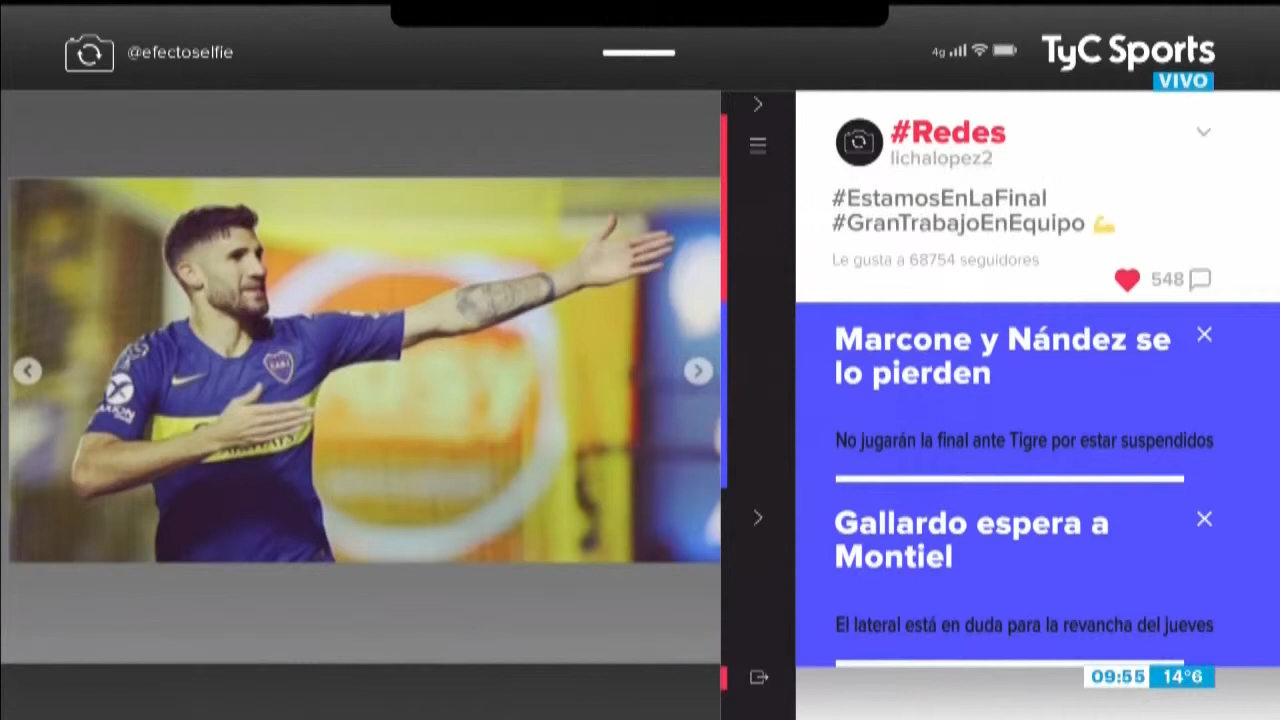 @efectoselfie
4g
TyC Sports
VIVO
#Redes
lichalopez2
#EstamosEnLaFinal
#GranTrabajoEnEquipo
Le gusta a 68754 seguidores
548
Marcone y Nández se
lo pierden
No jugarán la final ante Tigre por estar suspendidos
Gallardo espera a
Montiel
El lateral está en duda para la revancha del jueves
09:55 14°6